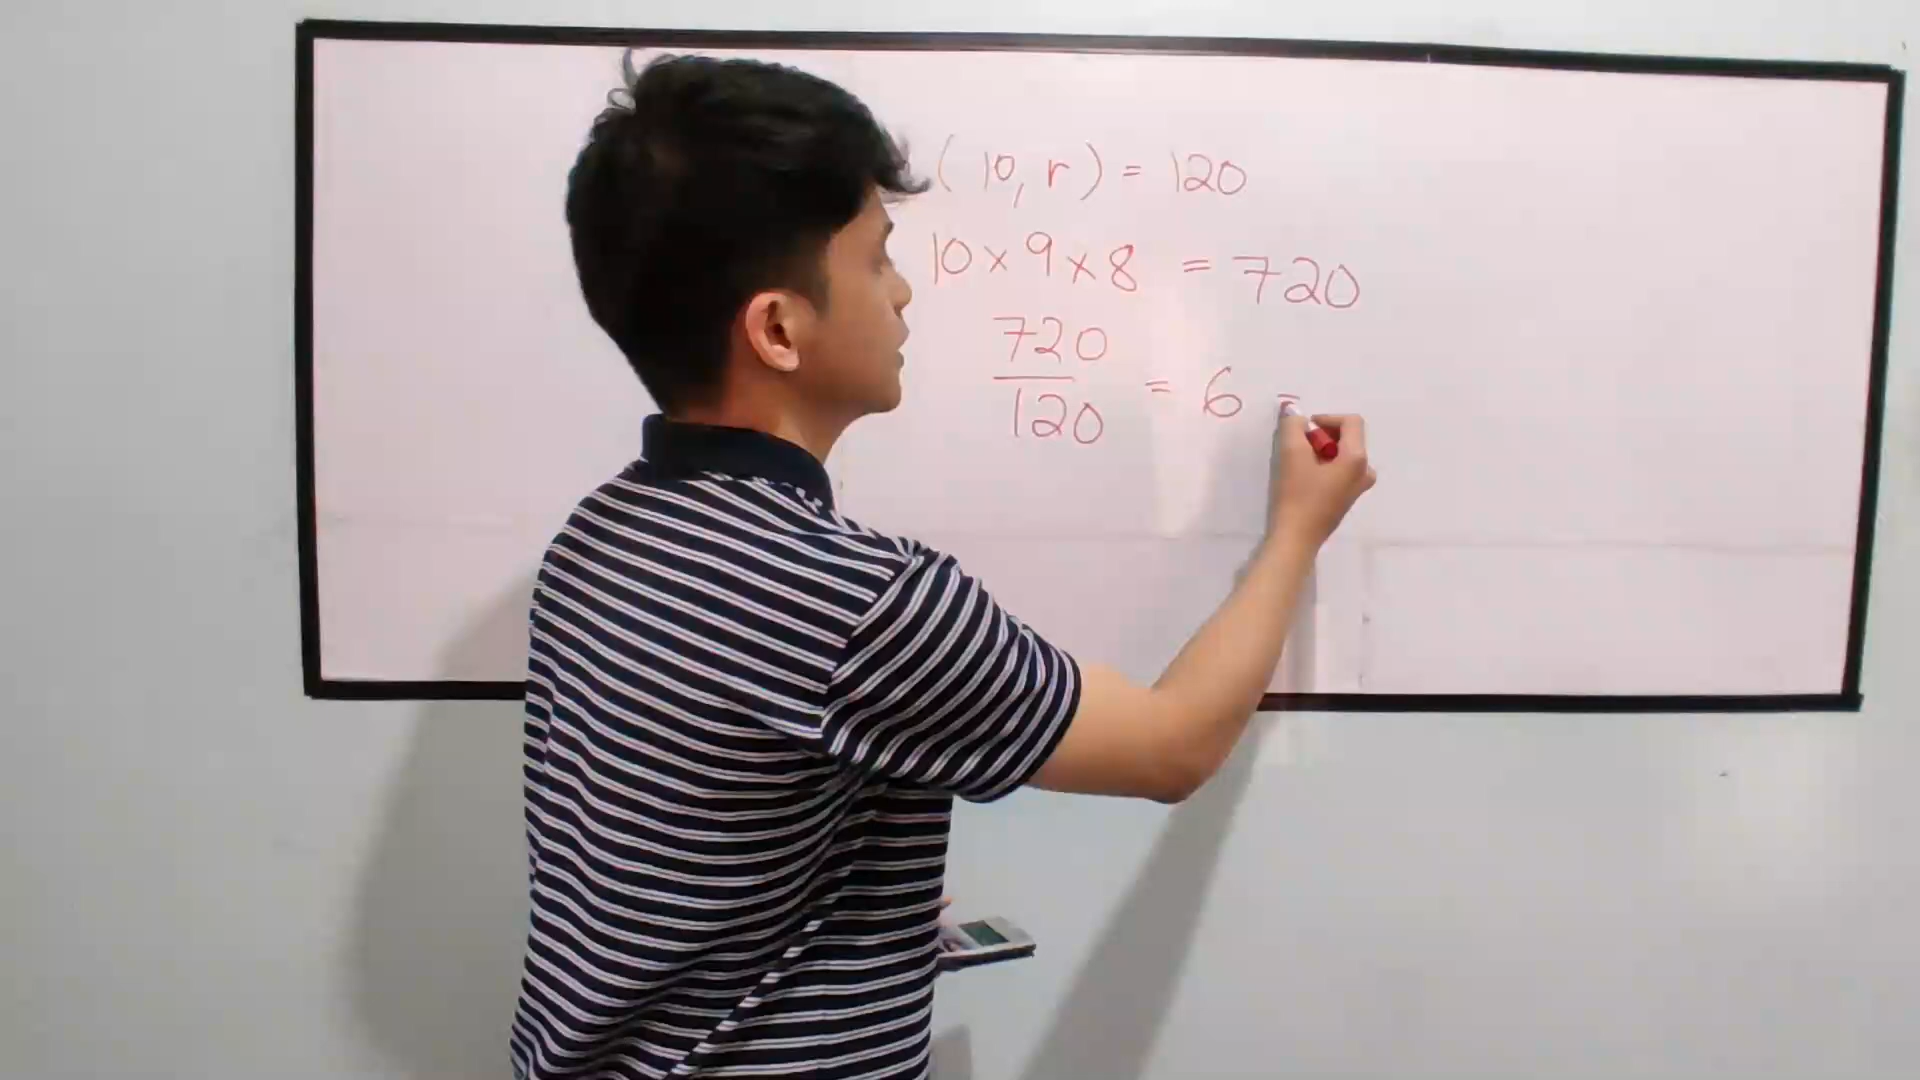 (10, r) = 120
10 × 9 × 8 = 720
720
120
= 6 =